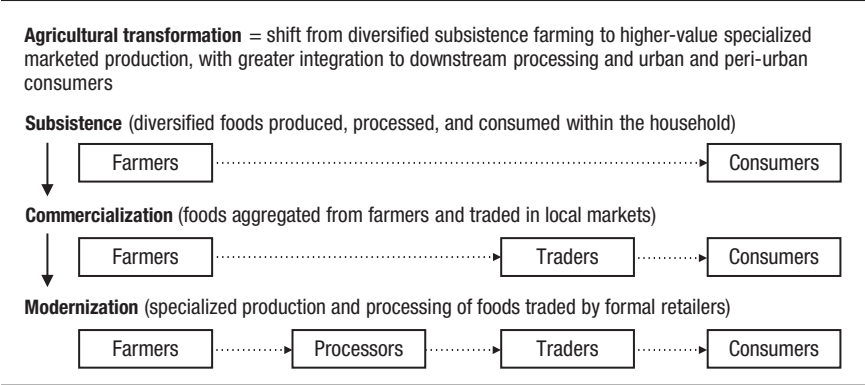 Agricultural transformation = shift from diversified subsistence farming to higher-value specialized
marketed production, with greater integration to downstream processing and urban and peri-urban
consumers
Subsistence (diversified foods produced, processed, and consumed within the household)
Farmers Consumers
Commercialization (foods aggregated from farmers and traded in local markets)
Farmers Traders Consumers
Modernization (specialized production and processing of foods traded by formal retailers)
Farmers Processors Traders Consumers